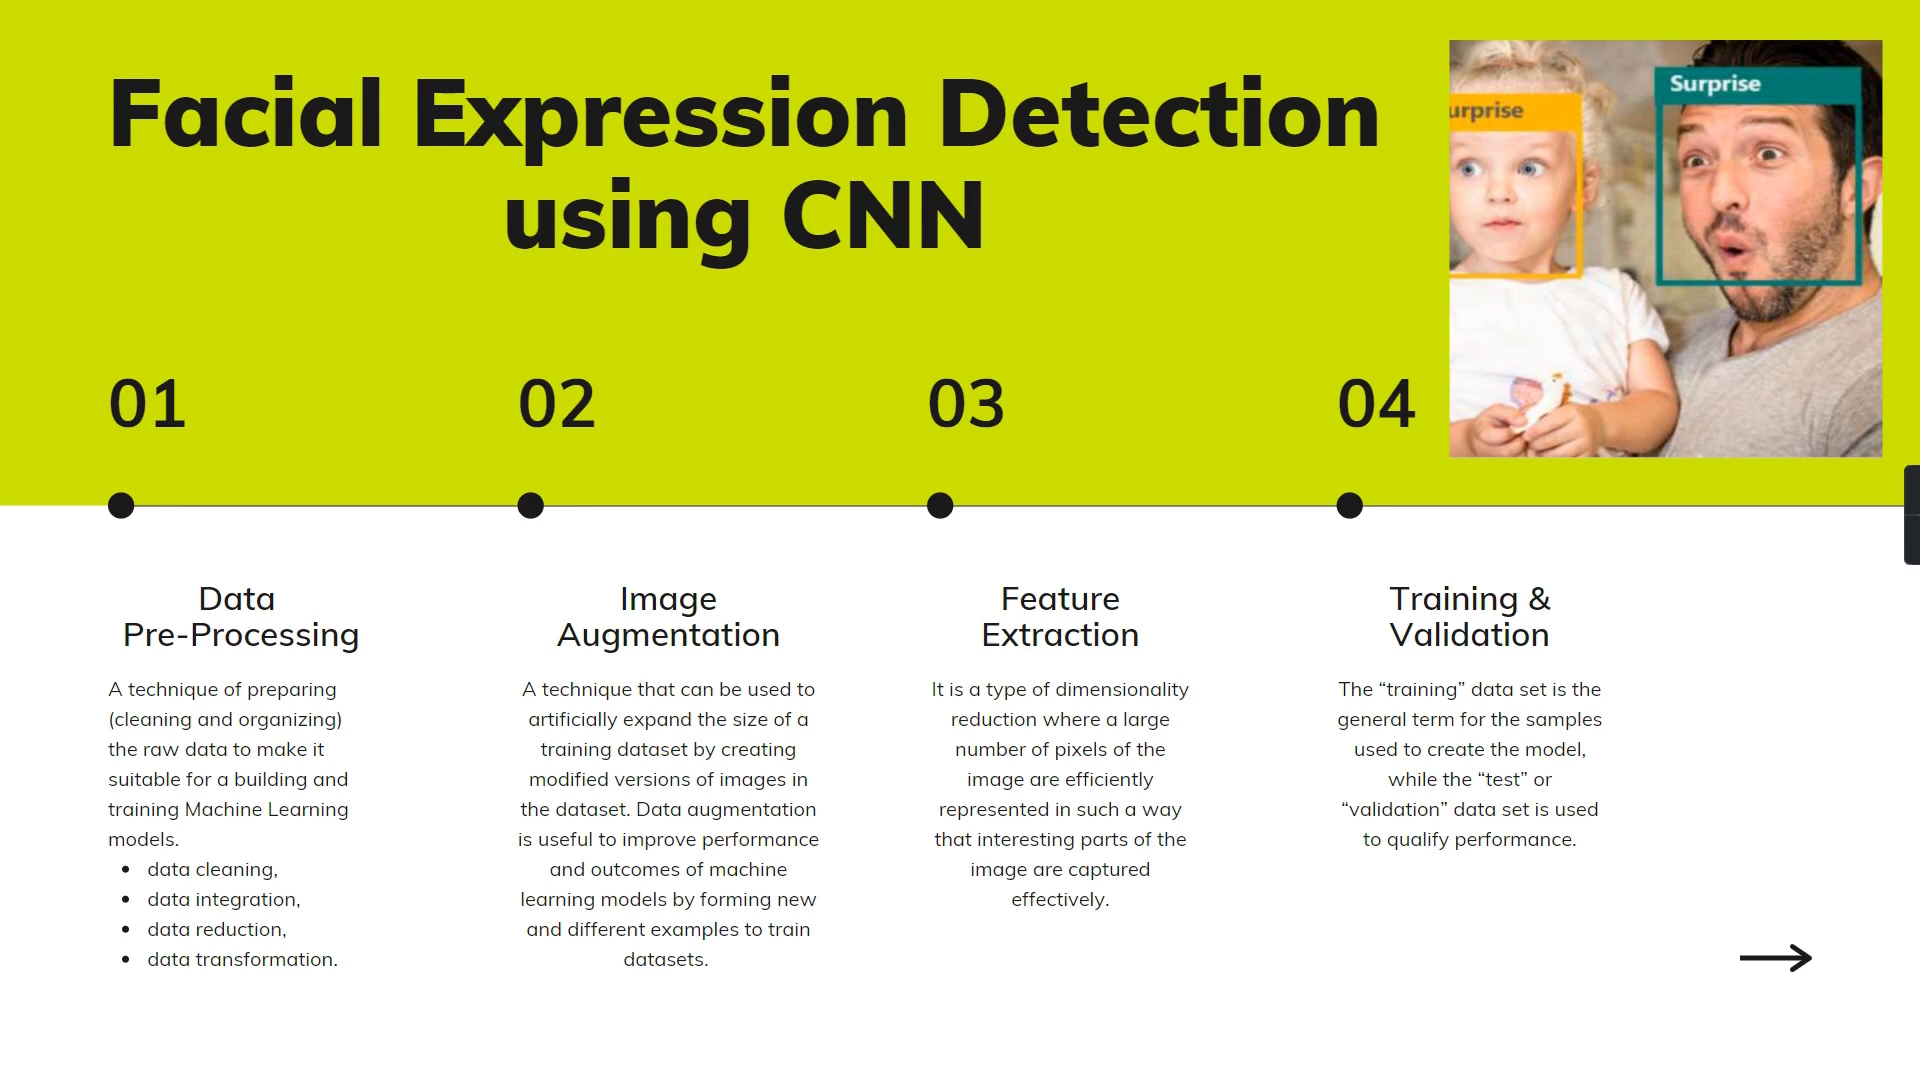 Facial Expression Detection
using CNN
urprise
Surprise
01
02
03
04
Data
Pre-Processing
A technique of preparing
(cleaning and organizing)
the raw data to make it
suitable for a building and
training Machine Learning
models.
• data cleaning,
• data integration,
• data reduction,
• data transformation.
Image
Augmentation
A technique that can be used to
artificially expand the size of a
training dataset by creating
modified versions of images in
the dataset. Data augmentation
is useful to improve performance
and outcomes of machine
learning models by forming new
and different examples to train
datasets.
Feature
Extraction
It is a type of dimensionality
reduction where a large
number of pixels of the
image are efficiently
represented in such a way
that interesting parts of the
image are captured
effectively.
Training &
Validation
The “training” data set is the
general term for the samples
used to create the model,
while the “test” or
“validation” data set is used
to qualify performance.